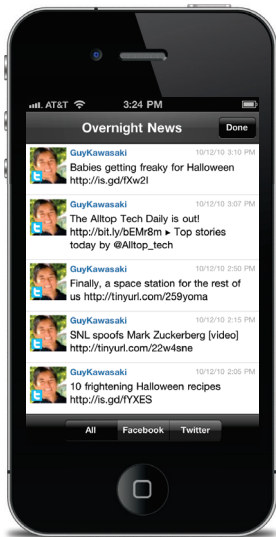 AT&T 3:24 PM
Overnight News Done
GuyKawasaki 10/12/10 3:10 PM
Babies getting freaky for Halloween
http://is.gd/fXw2I
GuyKawasaki 10/12/10 3:07 PM
The Alltop Tech Daily is out!
http://bit.ly/bEMr8m ▸ Top stories
today by @Alltop_tech
GuyKawasaki 10/12/10 2:50 PM
Finally, a space station for the rest of
us http://tinyurl.com/259yoma
GuyKawasaki 10/12/10 2:15 PM
SNL spoofs Mark Zuckerberg [video]
http://tinyurl.com/22w4sne
GuyKawasaki 10/12/10 2:05 PM
10 frightening Halloween recipes
http://is.gd/fYXES
All Facebook Twitter